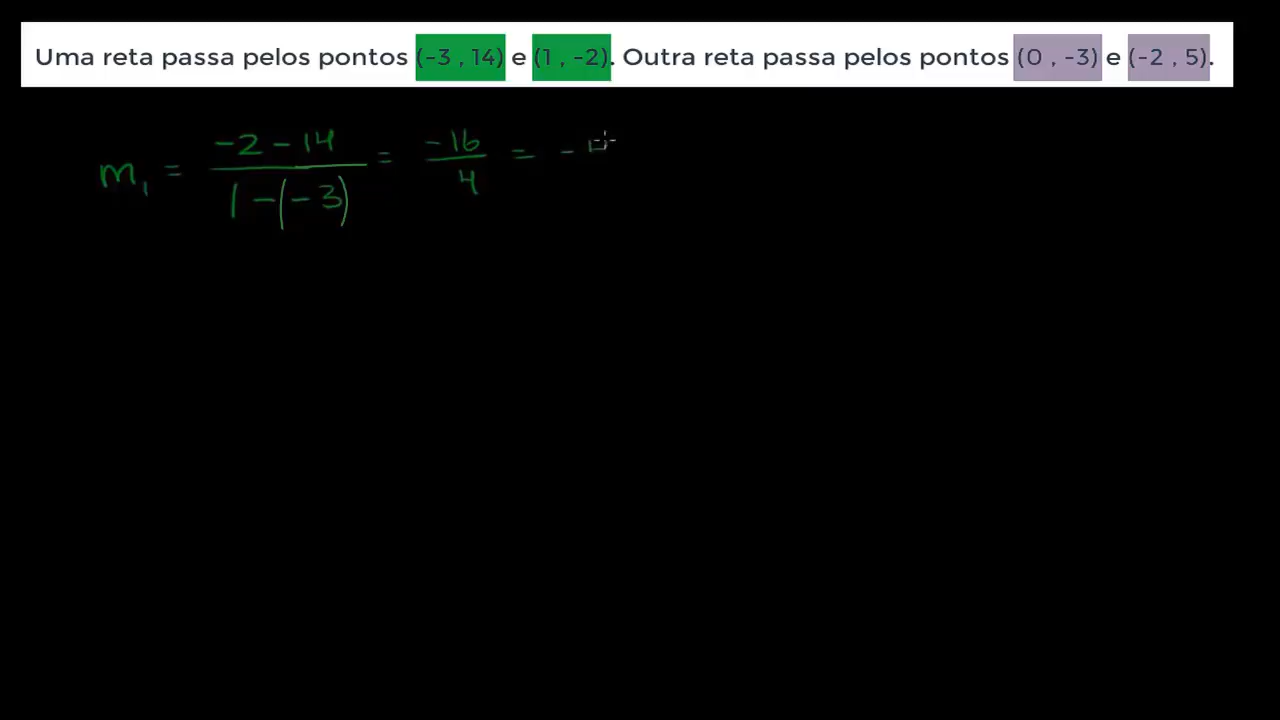 Uma reta passa pelos pontos (-3 , 14) e (1 , -2). Outra reta passa pelos pontos (0 , -3) e (-2 , 5).
m₁ = (-2 - 14)/(1 - (-3)) = -16/4 = -